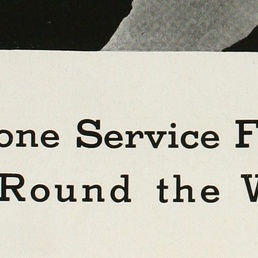 one Service F
Round the W